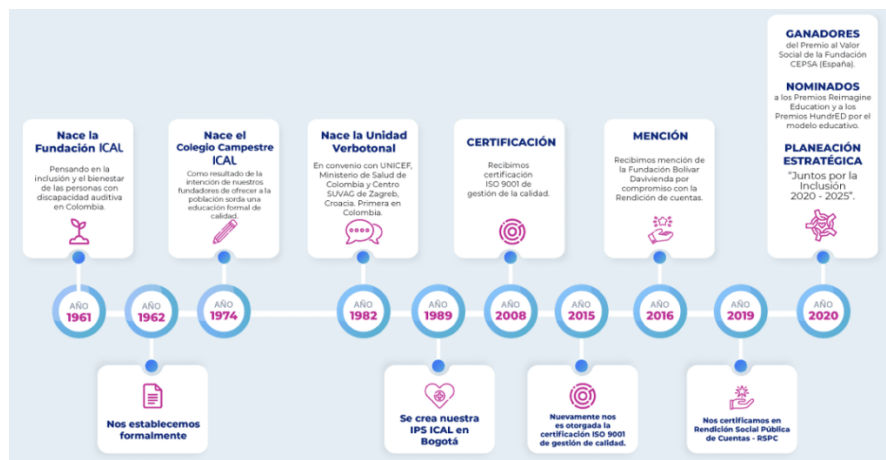 Nace la
Fundación ICAL
Pensando en la
inclusión y el bienestar
de las personas con
discapacidad auditiva
en Colombia.
Nace el
Colegio Campestre
ICAL
Como resultado de la
intención de nuestros
fundadores de ofrecer a la
población sorda una
educación formal de
calidad.
Nace la Unidad
Verbotonal
En convenio con UNICEF,
Ministerio de Salud de
Colombia y Centro
SUVAG de Zagreb,
Croacia. Primera en
Colombia.
CERTIFICACIÓN
Recibimos
certificación
ISO 9001 de
gestión de la calidad.
MENCIÓN
Recibimos mención de
la Fundación Bolívar
Davivienda por
compromiso con la
Rendición de cuentas.
GANADORES
del Premio al Valor
Social de la Fundación
CEPSA (España).
NOMINADOS
a los Premios Reimagine
Education y a los
Premios HundrED por el
modelo educativo.
PLANEACIÓN
ESTRATÉGICA
“Juntos por la
Inclusión
2020 - 2025”.
AÑO
1961
AÑO
1962
AÑO
1974
AÑO
1982
AÑO
1989
AÑO
2008
AÑO
2015
AÑO
2016
AÑO
2019
AÑO
2020
Nos establecemos
formalmente
Se crea nuestra
IPS ICAL en
Bogotá
Nuevamente nos
es otorgada la
certificación ISO 9001
de gestión de calidad.
Nos certificamos en
Rendición Social Pública
de Cuentas - RSPC